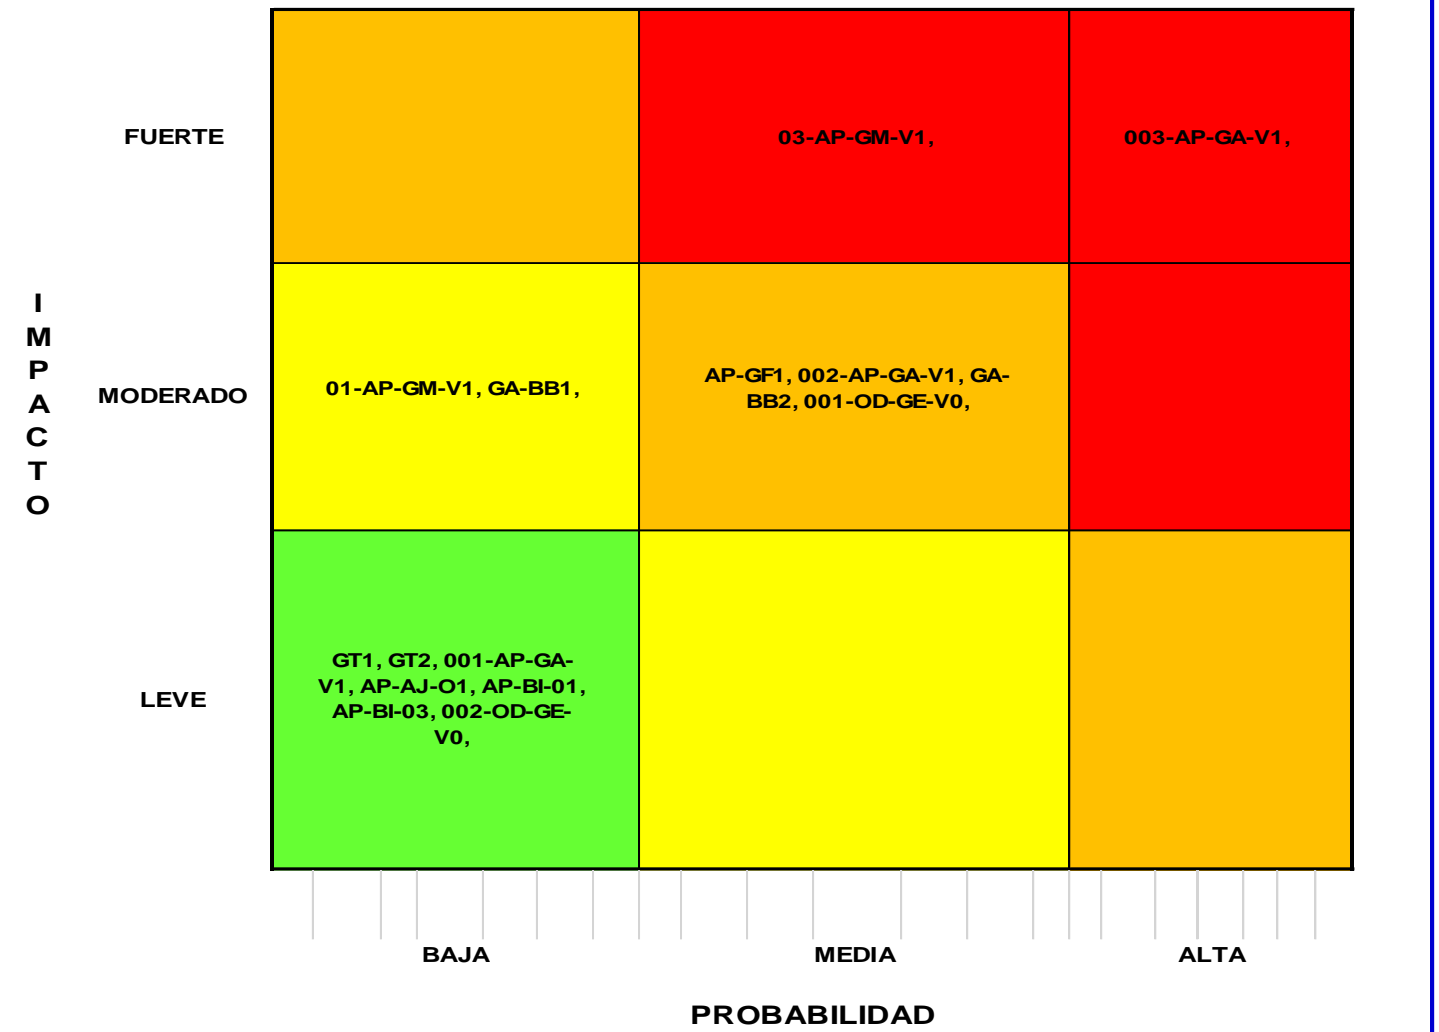 FUERTE
03-AP-GM-V1,
003-AP-GA-V1,
I
M
P
A
C
T
O
MODERADO
01-AP-GM-V1, GA-BB1,
AP-GF1, 002-AP-GA-V1, GA-
BB2, 001-OD-GE-V0,
LEVE
GT1, GT2, 001-AP-GA-
V1, AP-AJ-O1, AP-BI-01,
AP-BI-03, 002-OD-GE-
V0,
BAJA
MEDIA
ALTA
PROBABILIDAD